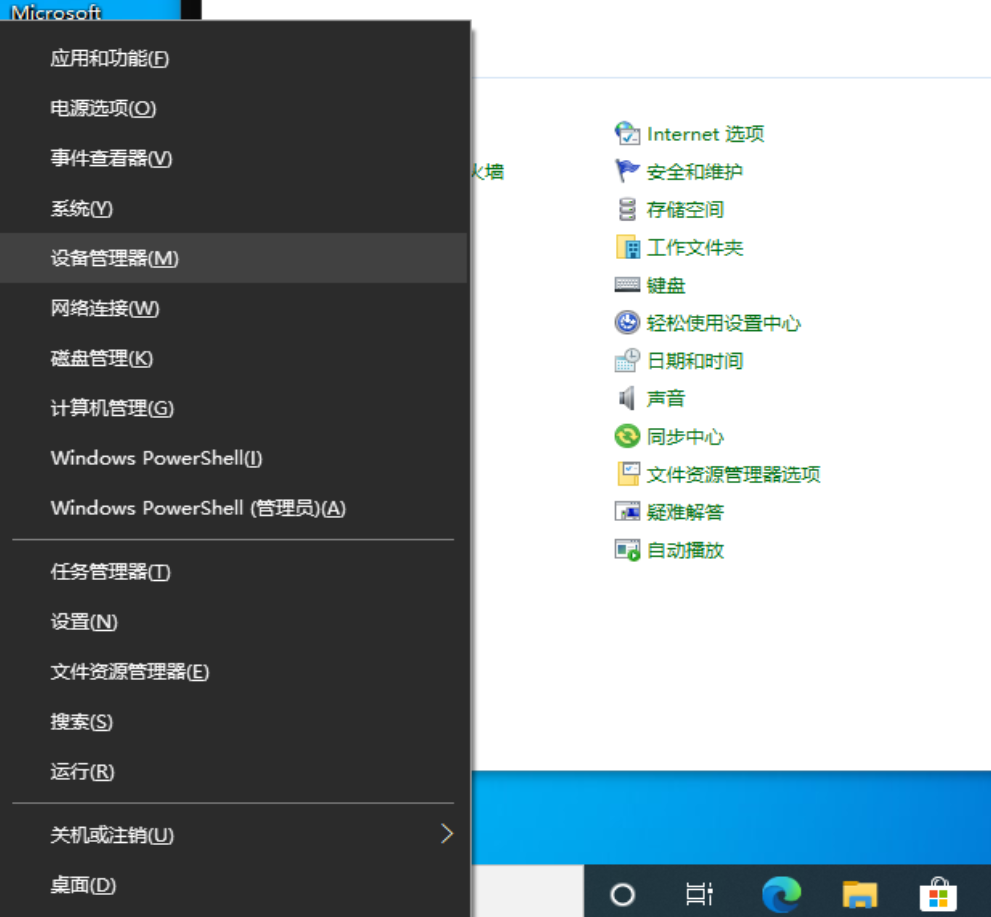 Microsoft
应用和功能(F)
电源选项(O)
事件查看器(V)
系统(Y)
设备管理器(M)
网络连接(W)
磁盘管理(K)
计算机管理(G)
Windows PowerShell(I)
Windows PowerShell (管理员)(A)
任务管理器(T)
设置(N)
文件资源管理器(E)
搜索(S)
运行(R)
关机或注销(U)
桌面(D)
火墙
Internet 选项
安全和维护
存储空间
工作文件夹
键盘
轻松使用设置中心
日期和时间
声音
同步中心
文件资源管理器选项
疑难解答
自动播放